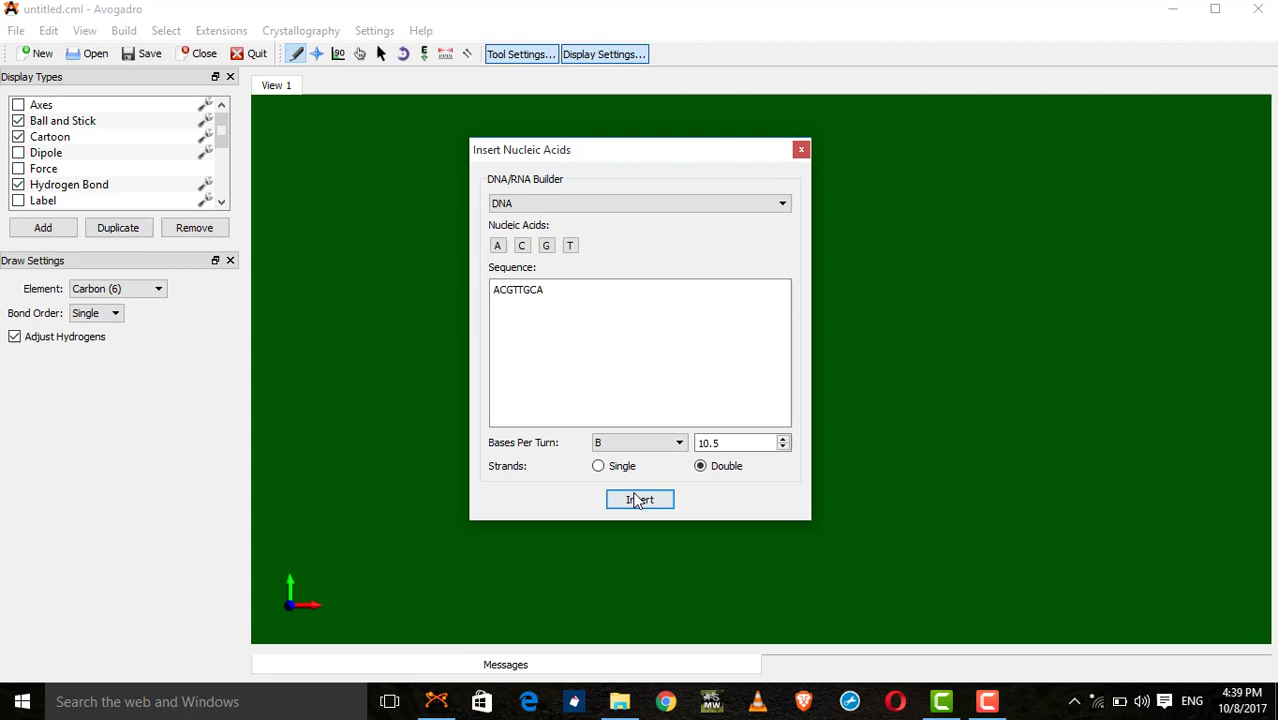 untitled.cml - Avogadro
File Edit View Build Select Extensions Crystallography Settings Help
New Open Save Close Quit 90 E Tool Settings... Display Settings...
Display Types
View 1
Axes
Ball and Stick
Cartoon
Dipole
Force
Hydrogen Bond
Label
Add Duplicate Remove
Draw Settings
Element: Carbon (6)
Bond Order: Single
Adjust Hydrogens
Insert Nucleic Acids
DNA/RNA Builder
DNA
Nucleic Acids:
A C G T
Sequence:
ACGTTGCA
Bases Per Turn: B 10.5
Strands: Single Double
Insert
Messages
Search the web and Windows
MW
ENG
4:39 PM
10/8/2017